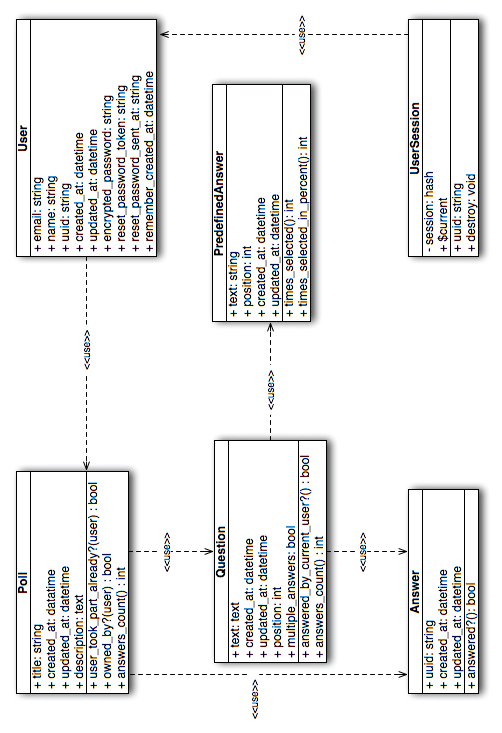 Poll
+ title: string
+ created_at: datatime
+ updated_at: datetime
+ description: text
+ user_took_part_already?(user) : bool
+ owned_by?(user) : bool
+ answers_count() : int
<<use>>
User
+ email: string
+ name: string
+ uuid: string
+ created_at: datetime
+ updated_at: datetime
+ encrypted_password: string
+ reset_password_token: string
+ reset_password_sent_at: string
+ remember_created_at: datetime
<<use>>
<<use>>
Question
+ text: text
+ created_at: datetime
+ updated_at: datetime
+ position: int
+ multiple_answers: bool
+ answered_by_current_user?() : bool
+ answers_count() : int
<<use>>
PredefinedAnswer
+ text: string
+ position: int
+ created_at: datetime
+ updated_at: datetime
+ times_selected(): int
+ times_selected_in_percent(): int
<<use>>
<<use>>
Answer
+ uuid: string
+ created_at: datetime
+ updated_at: datetime
+ answered?(): bool
UserSession
- session: hash
+ $current
+ uuid: string
+ destroy: void